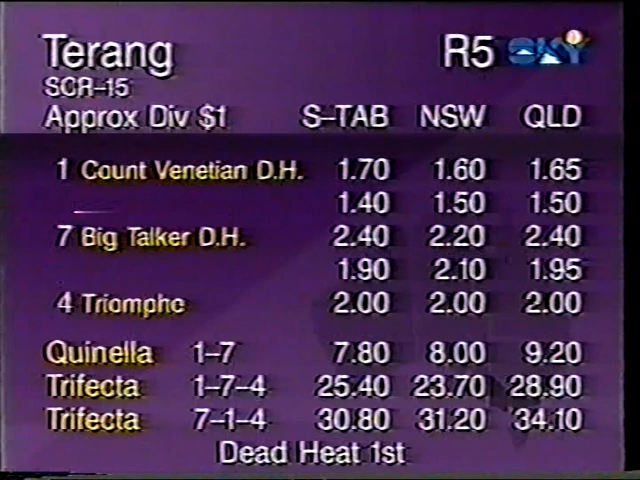 Terang R5 SKY
SCR-15
Approx Div $1 S-TAB NSW QLD
1 Count Venetian D.H. 1.70 1.60 1.65
1.40 1.50 1.50
7 Big Talker D.H. 2.40 2.20 2.40
1.90 2.10 1.95
4 Triomphe 2.00 2.00 2.00
Quinella 1-7 7.80 8.00 9.20
Trifecta 1-7-4 25.40 23.70 28.90
Trifecta 7-1-4 30.80 31.20 34.10
Dead Heat 1st